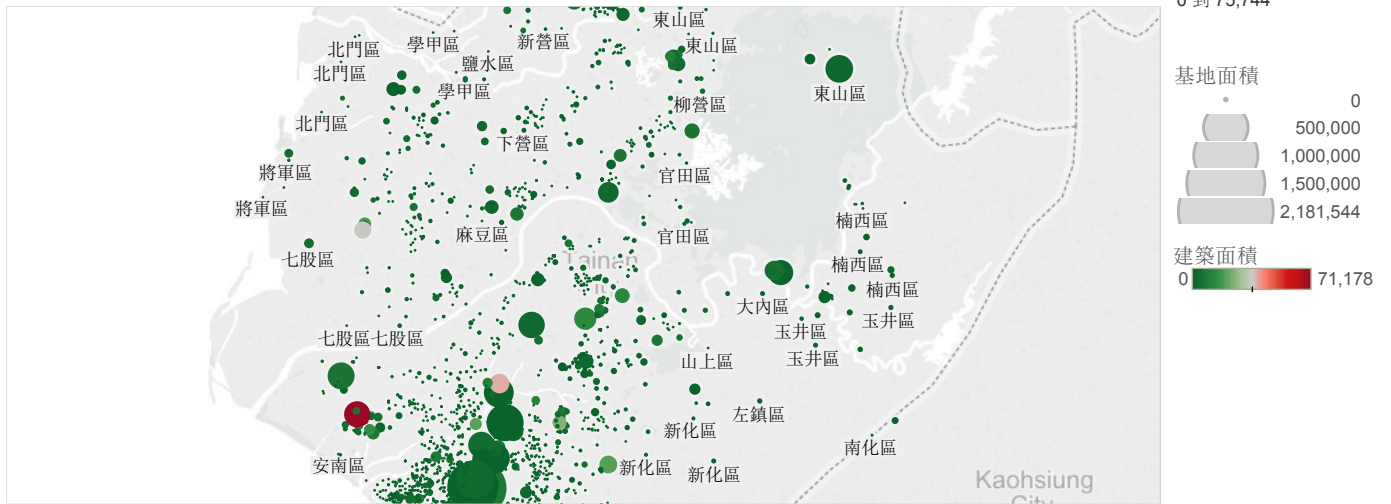 0 到 75,744
東山區
學甲區
新營區
北門區
東山區
鹽水區
北門區
學甲區
東山區
柳營區
北門區
下營區
將軍區
官田區
將軍區
楠西區
麻豆區
官田區
七股區
Tainan
City
楠西區
楠西區
大內區
玉井區
玉井區
七股區七股區
玉井區
山上區
左鎮區
新化區
南化區
安南區
新化區
新化區
Kaohsiung
City
基地面積
0
500,000
1,000,000
1,500,000
2,181,544
建築面積
0
71,178